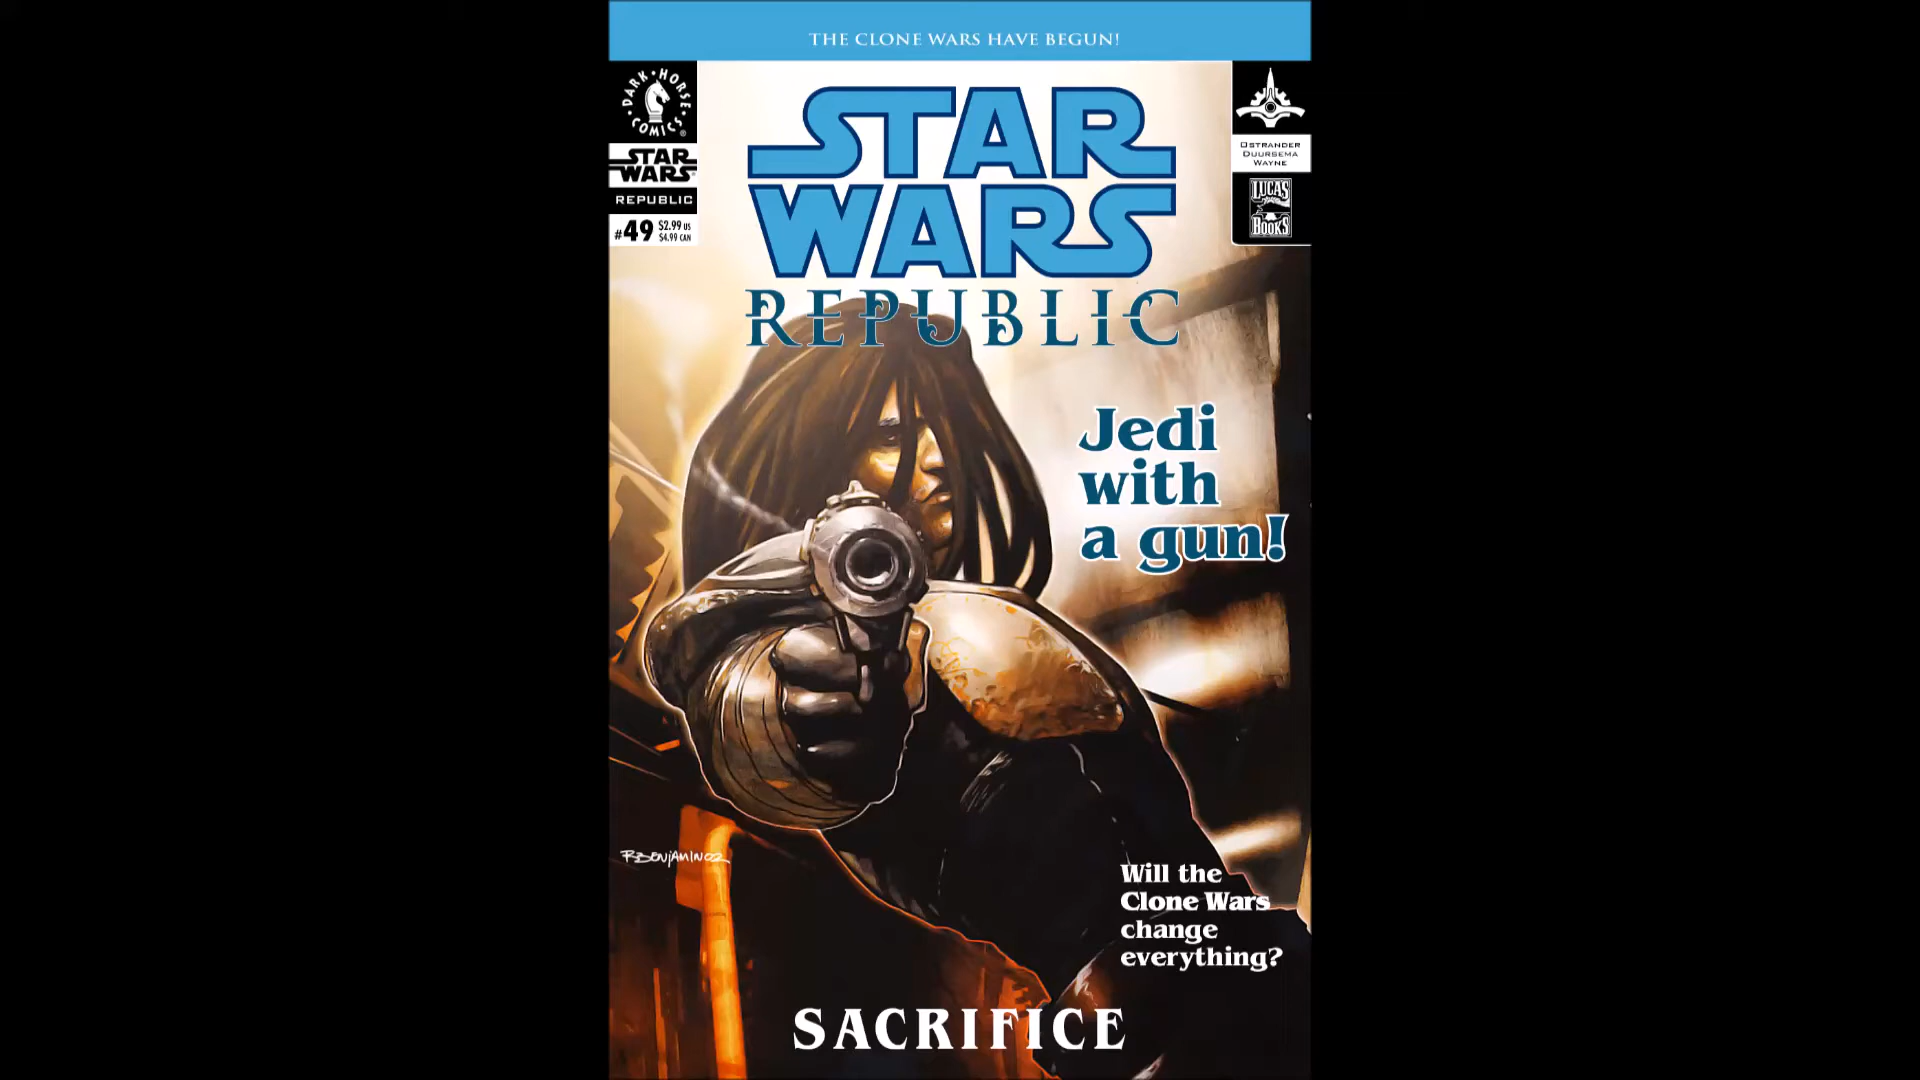 THE CLONE WARS HAVE BEGUN!
DARK HORSE COMICS®
STAR WARS®
REPUBLIC
#49 $2.99 US
$4.99 CAN
STAR
WARS
REPUBLIC
OSTRANDER
DUURSEMA
WAYNE
LUCAS
BOOKS
Jedi
with
a gun!
RBENJAMIN02
Will the
Clone Wars
change
everything?
SACRIFICE